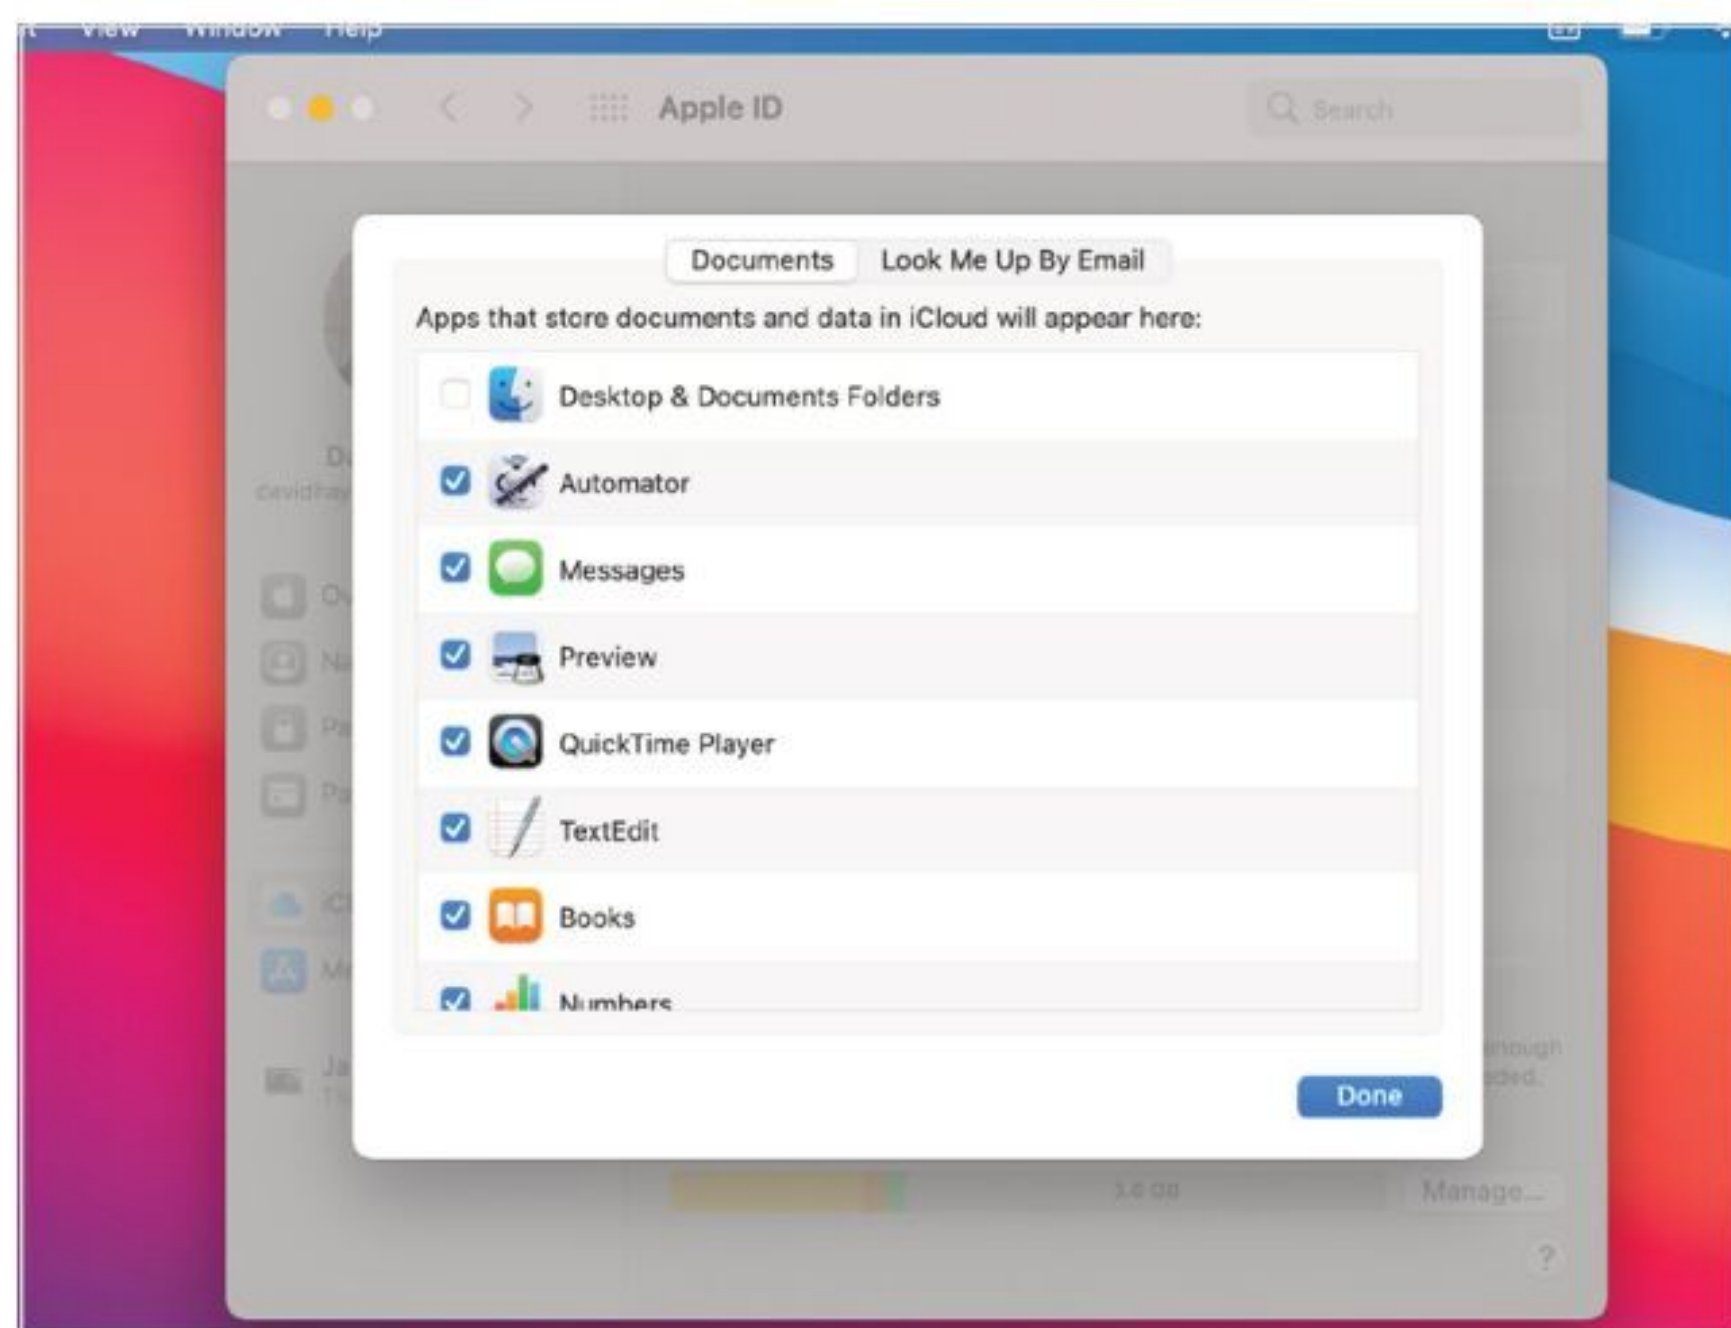 View Window Help
Apple ID
Search
Documents
Look Me Up By Email
Apps that store documents and data in iCloud will appear here:
Desktop & Documents Folders
Automator
Messages
Preview
QuickTime Player
TextEdit
Books
Numbers
enough
Done
Manage...
?